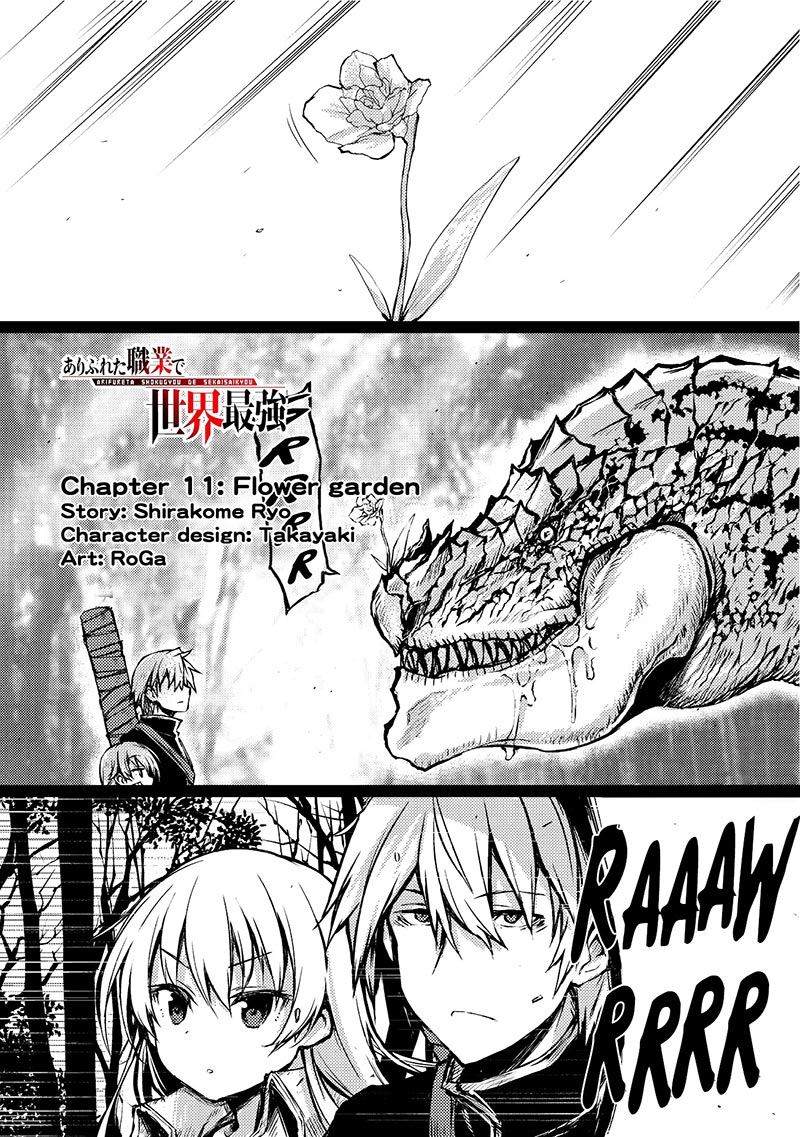 ありふれた職業で
ARIFURETA SHOKUGYOU DE SEKAISAIKYOU
世界最強
Chapter 11: Flower garden
Story: Shirakome Ryo
Character design: Takayaki
Art: RoGa
RRRR
RAAAW
RRRR